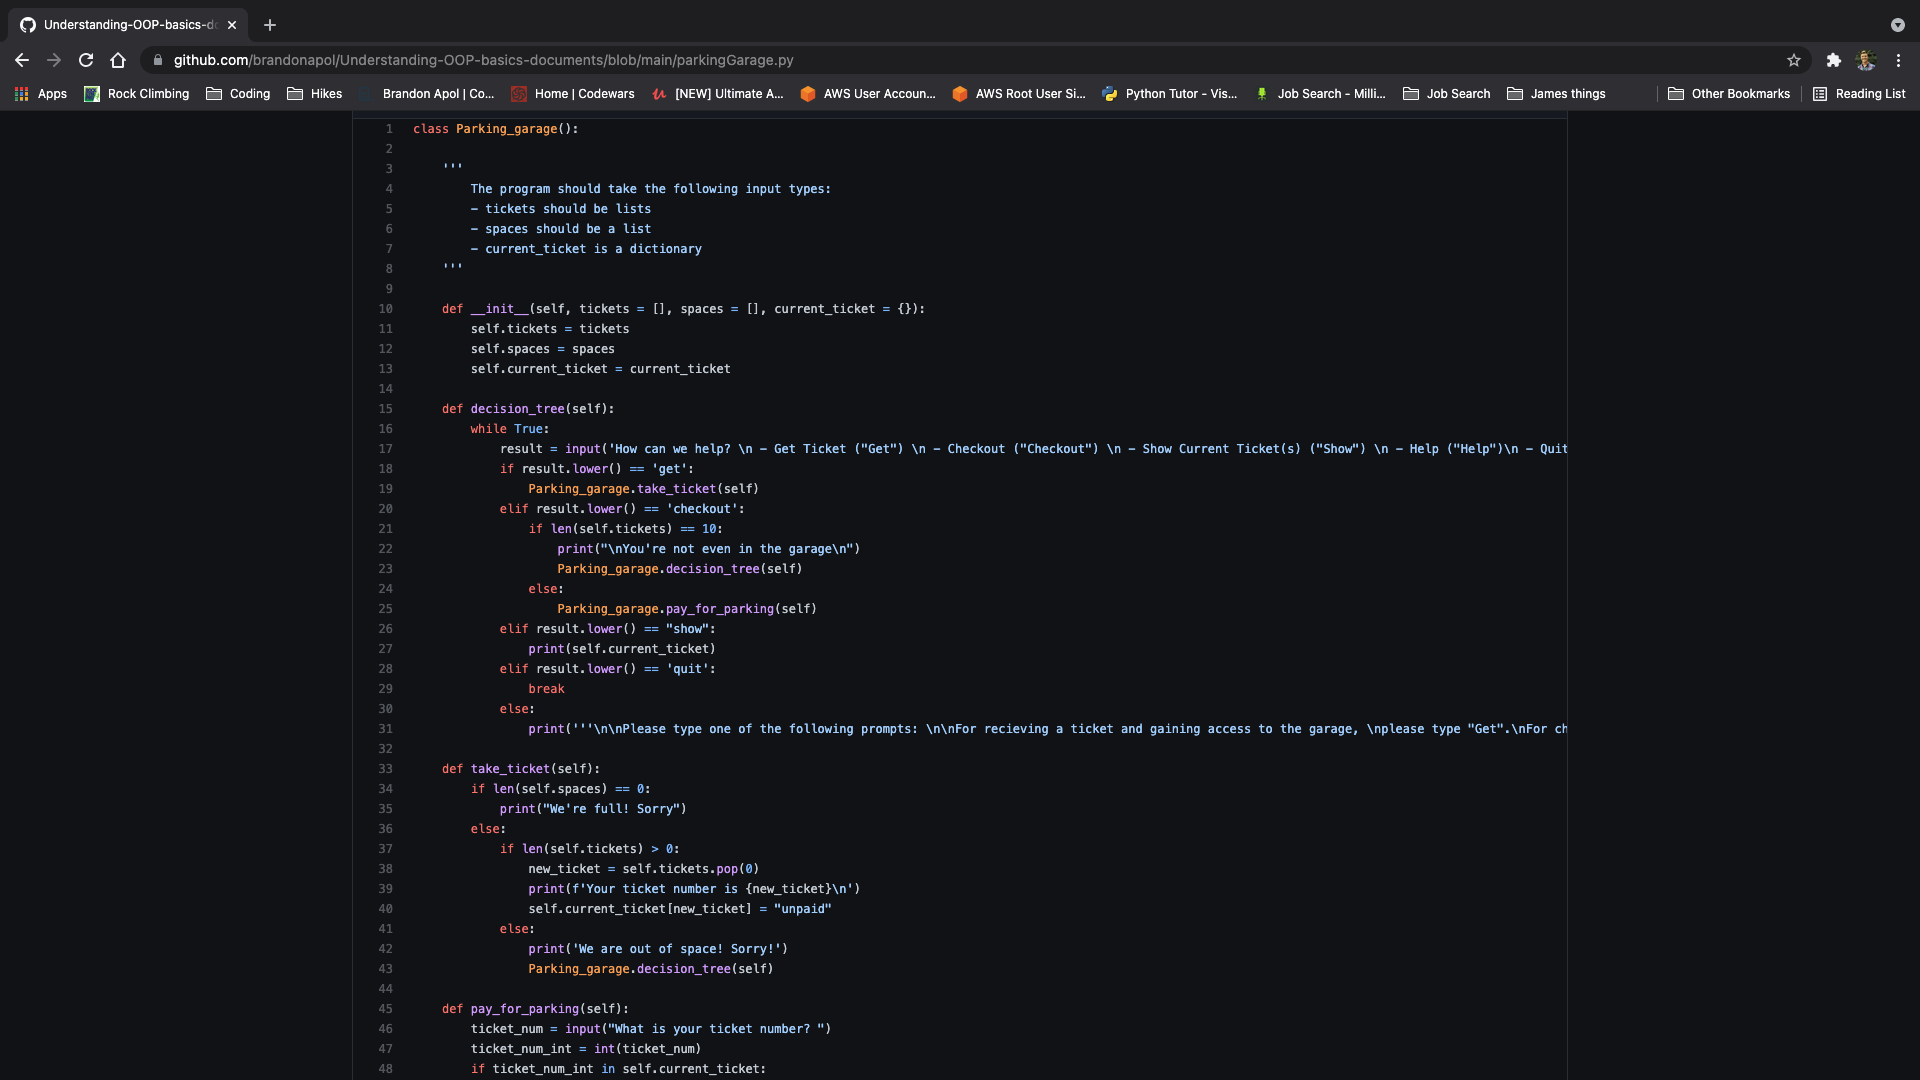 Understanding-OOP-basics-do
github.com/brandonapol/Understanding-OOP-basics-documents/blob/main/parkingGarage.py
Apps Rock Climbing Coding Hikes Brandon Apol | Co... Home | Codewars [NEW] Ultimate A... AWS User Accoun... AWS Root User Si... Python Tutor - Vis... Job Search - Milli... Job Search James things Other Bookmarks Reading List
1 class Parking_garage():
2
3     '''
4         The program should take the following input types:
5         - tickets should be lists
6         - spaces should be a list
7         - current_ticket is a dictionary
8     '''
9
10     def __init__(self, tickets = [], spaces = [], current_ticket = {}):
11         self.tickets = tickets
12         self.spaces = spaces
13         self.current_ticket = current_ticket
14
15     def decision_tree(self):
16         while True:
17             result = input('How can we help? \n - Get Ticket ("Get") \n - Checkout ("Checkout") \n - Show Current Ticket(s) ("Show") \n - Help ("Help")\n - Quit
18             if result.lower() == 'get':
19                 Parking_garage.take_ticket(self)
20             elif result.lower() == 'checkout':
21                 if len(self.tickets) == 10:
22                     print("\nYou're not even in the garage\n")
23                     Parking_garage.decision_tree(self)
24                 else:
25                     Parking_garage.pay_for_parking(self)
26             elif result.lower() == "show":
27                 print(self.current_ticket)
28             elif result.lower() == 'quit':
29                 break
30             else:
31                 print('''\n\nPlease type one of the following prompts: \n\nFor recieving a ticket and gaining access to the garage, \nplease type "Get".\nFor ch
32
33     def take_ticket(self):
34         if len(self.spaces) == 0:
35             print("We're full! Sorry")
36         else:
37             if len(self.tickets) > 0:
38                 new_ticket = self.tickets.pop(0)
39                 print(f'Your ticket number is {new_ticket}\n')
40                 self.current_ticket[new_ticket] = "unpaid"
41             else:
42                 print('We are out of space! Sorry!')
43                 Parking_garage.decision_tree(self)
44
45     def pay_for_parking(self):
46         ticket_num = input("What is your ticket number? ")
47         ticket_num_int = int(ticket_num)
48         if ticket_num_int in self.current_ticket: